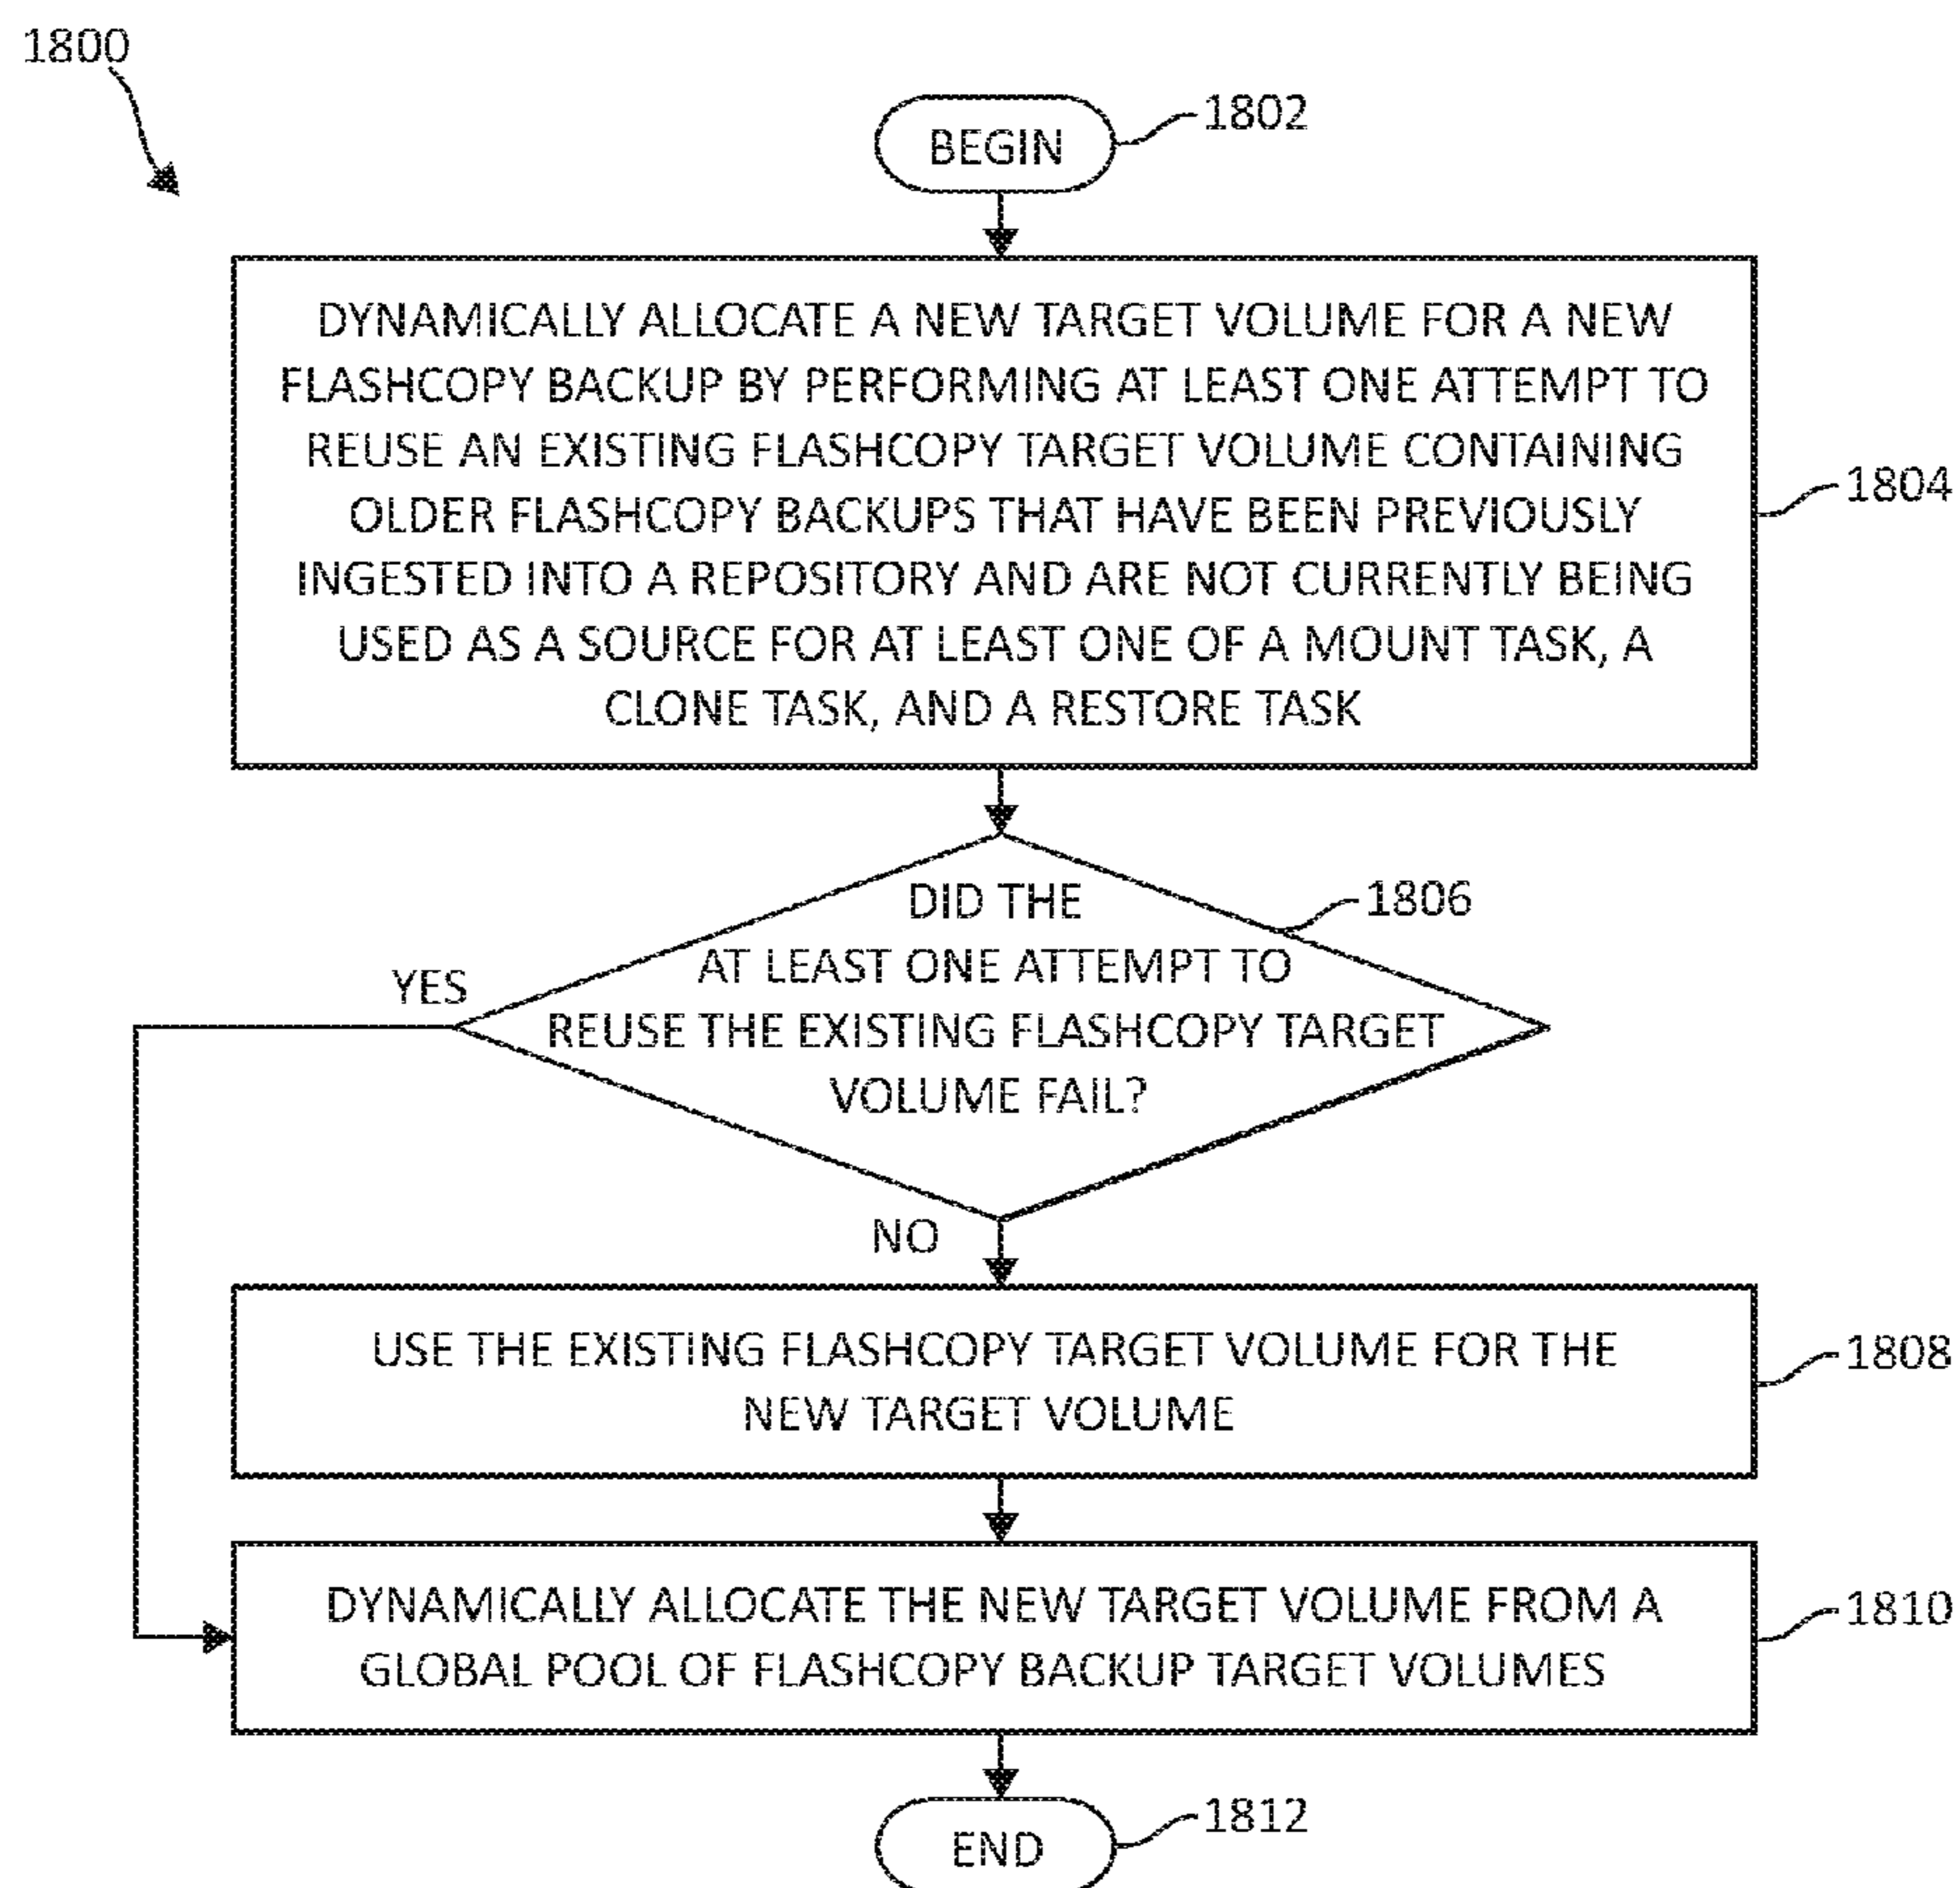 1800
BEGIN
1802
DYNAMICALLY ALLOCATE A NEW TARGET VOLUME FOR A NEW
FLASHCOPY BACKUP BY PERFORMING AT LEAST ONE ATTEMPT TO
REUSE AN EXISTING FLASHCOPY TARGET VOLUME CONTAINING
OLDER FLASHCOPY BACKUPS THAT HAVE BEEN PREVIOUSLY
INGESTED INTO A REPOSITORY AND ARE NOT CURRENTLY BEING
USED AS A SOURCE FOR AT LEAST ONE OF A MOUNT TASK, A
CLONE TASK, AND A RESTORE TASK
1804
DID THE
AT LEAST ONE ATTEMPT TO
REUSE THE EXISTING FLASHCOPY TARGET
VOLUME FAIL?
1806
YES
NO
USE THE EXISTING FLASHCOPY TARGET VOLUME FOR THE
NEW TARGET VOLUME
1808
DYNAMICALLY ALLOCATE THE NEW TARGET VOLUME FROM A
GLOBAL POOL OF FLASHCOPY BACKUP TARGET VOLUMES
1810
END
1812